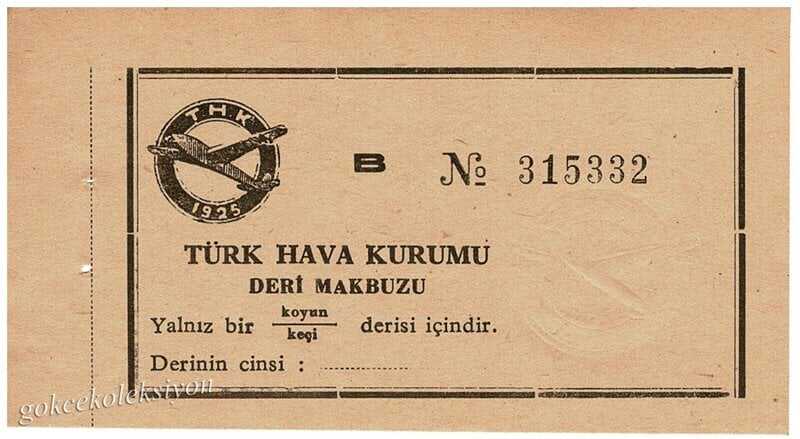 THK
1925
B № 315332
TÜRK HAVA KURUMU
DERİ MAKBUZU
Yalnız bir koyun/keçi derisi içindir.
Derinin cinsi : ..................
gokcekoleksiyon